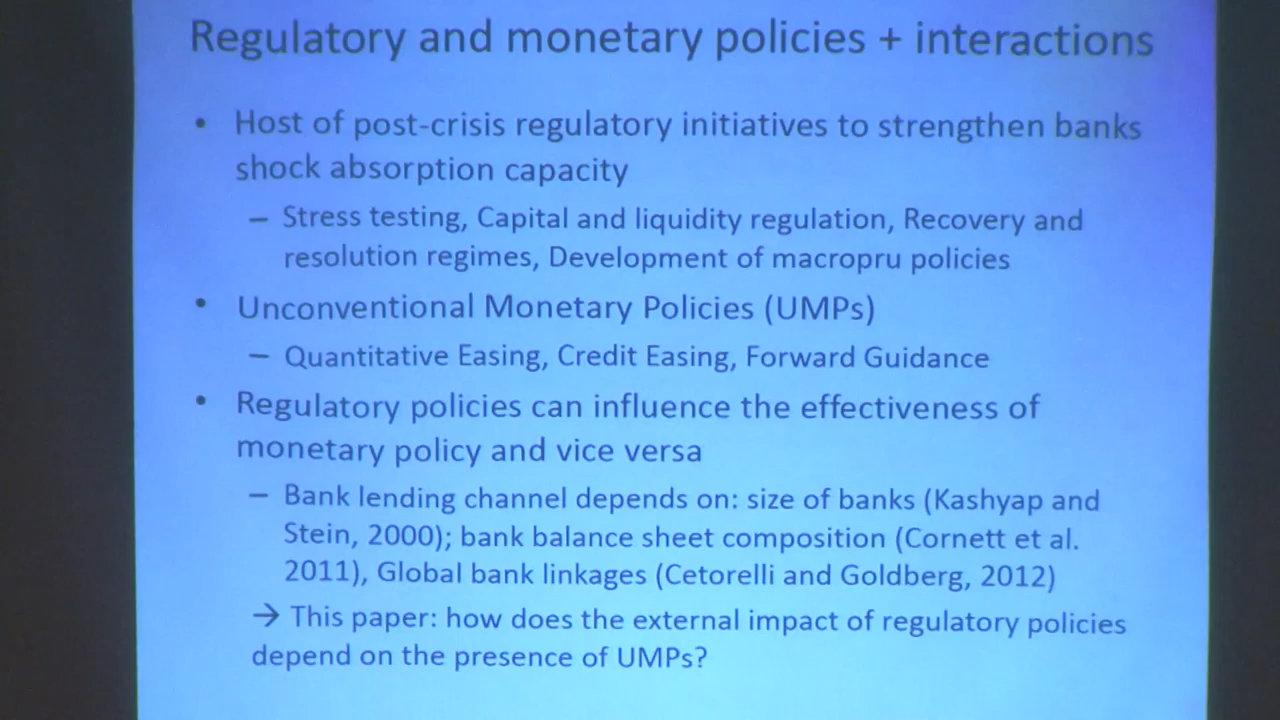 Regulatory and monetary policies + interactions
• Host of post-crisis regulatory initiatives to strengthen banks
shock absorption capacity
– Stress testing, Capital and liquidity regulation, Recovery and
resolution regimes, Development of macropru policies
• Unconventional Monetary Policies (UMPs)
– Quantitative Easing, Credit Easing, Forward Guidance
• Regulatory policies can influence the effectiveness of
monetary policy and vice versa
– Bank lending channel depends on: size of banks (Kashyap and
Stein, 2000); bank balance sheet composition (Cornett et al.
2011), Global bank linkages (Cetorelli and Goldberg, 2012)
→ This paper: how does the external impact of regulatory policies
depend on the presence of UMPs?